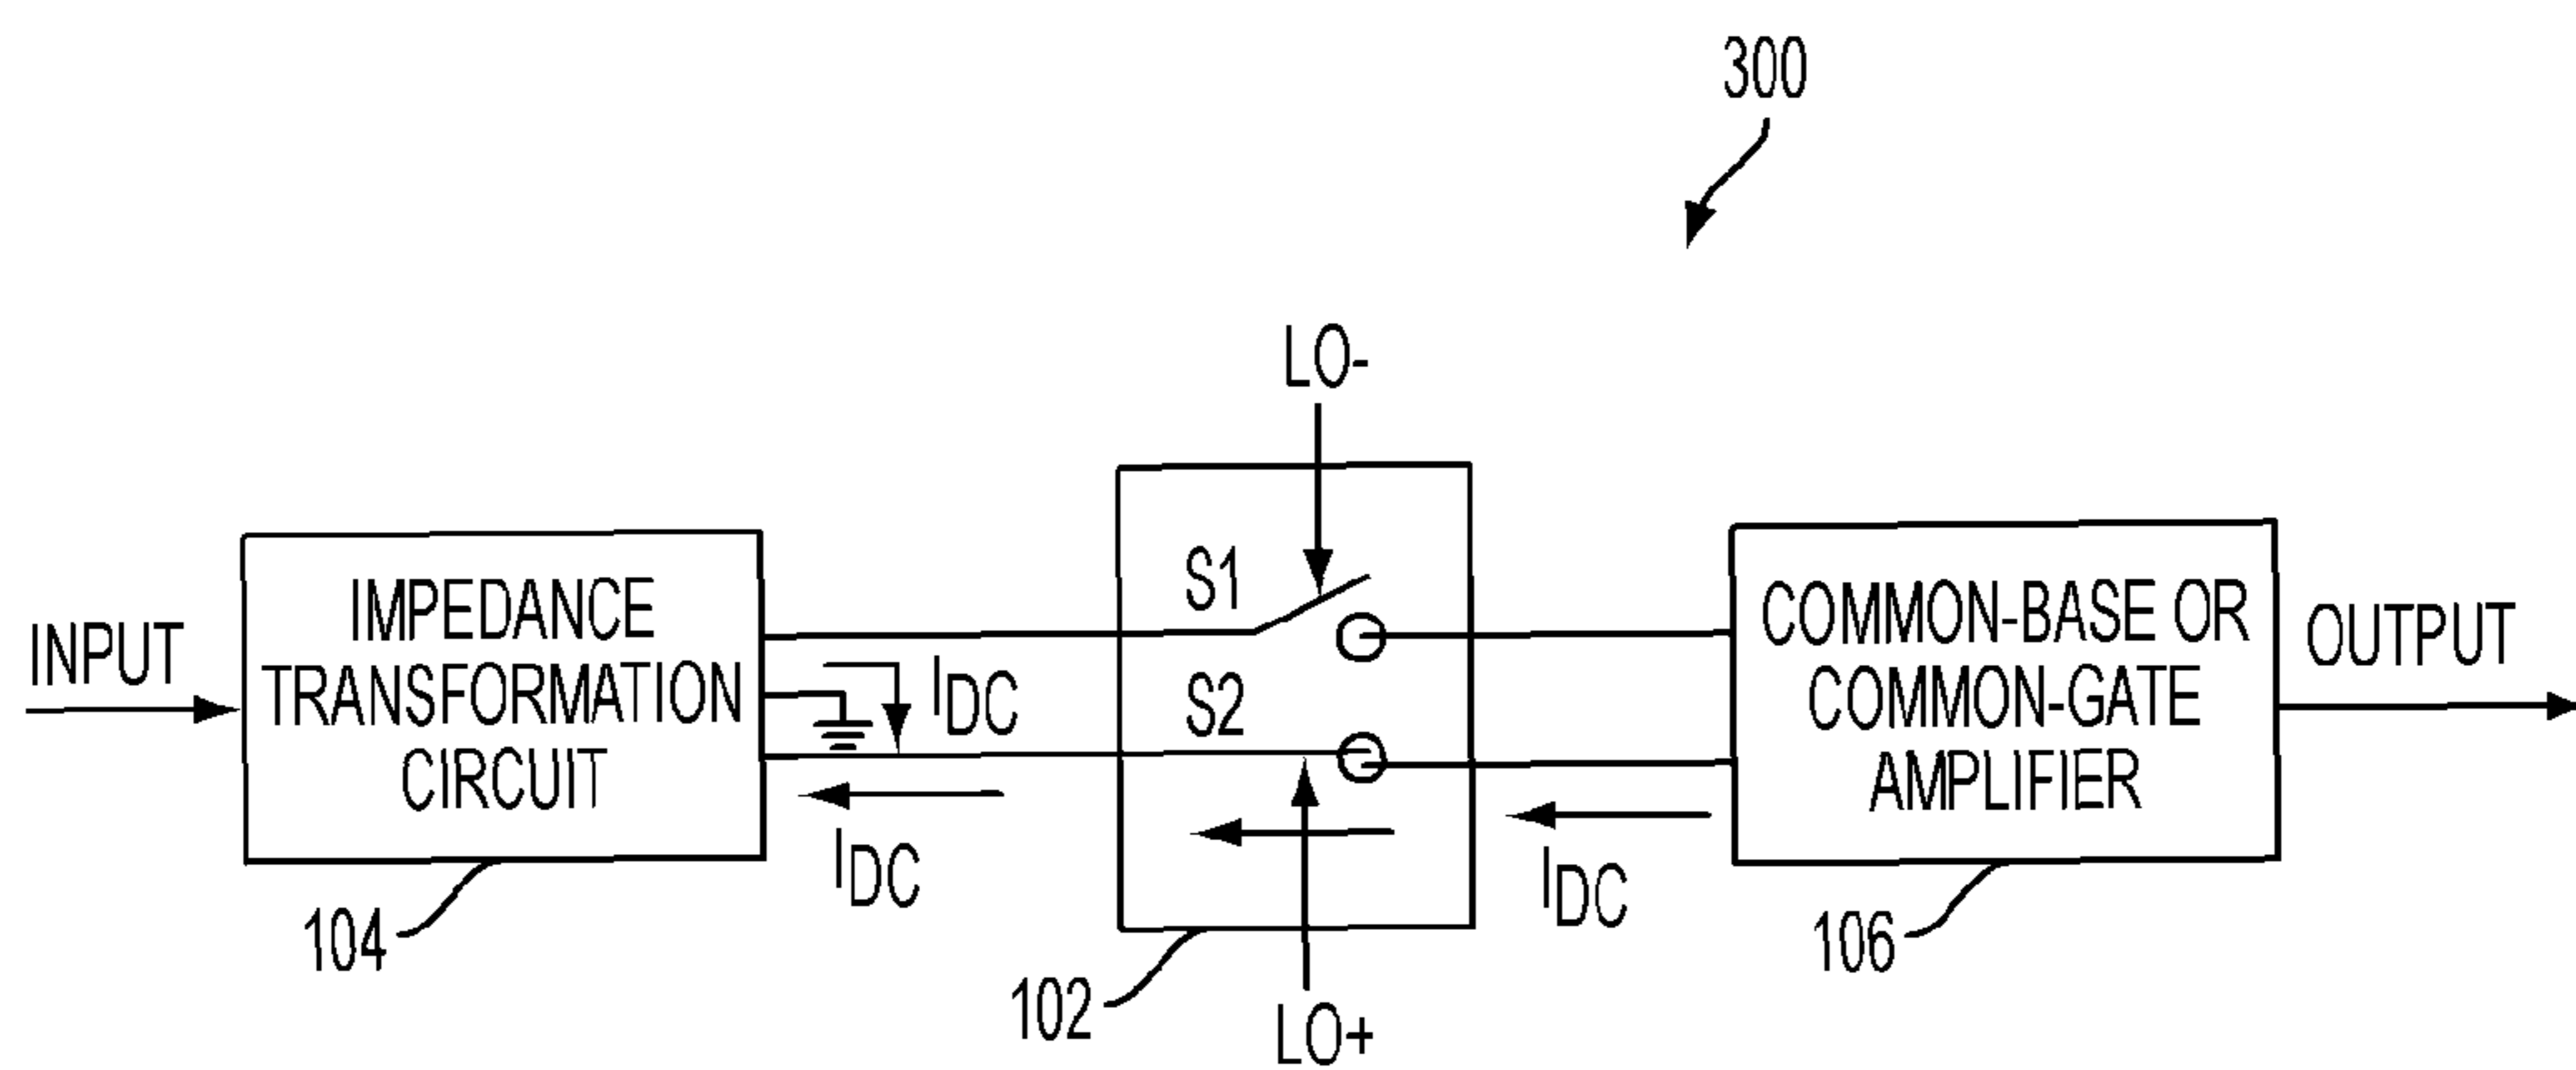 300
LO-
INPUT
IMPEDANCE
TRANSFORMATION
CIRCUIT
S1
S2
IDC
IDC
IDC
COMMON-BASE OR
COMMON-GATE
AMPLIFIER
OUTPUT
104
102
LO+
106